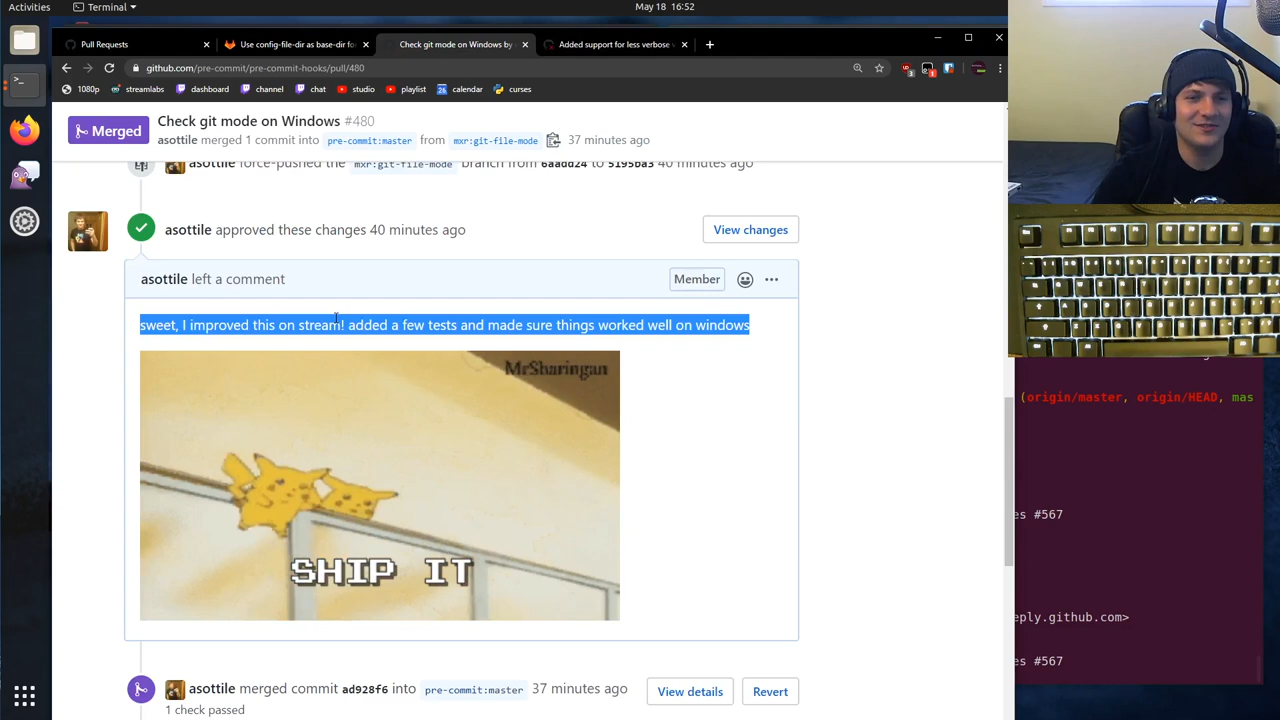 Activities
Terminal
May 18 16:52
Pull Requests
Use config-file-dir as base-dir fo
Check git mode on Windows by
Added support for less verbose
github.com/pre-commit/pre-commit-hooks/pull/480
1080p
streamlabs
dashboard
channel
chat
studio
playlist
26 calendar
curses
Merged
Check git mode on Windows #480
asottile merged 1 commit into pre-commit:master from mxr:git-file-mode 37 minutes ago
asottile force-pushed the mxr:git-file-mode branch from 6aadd24 to 5195ba3 40 minutes ago
asottile approved these changes 40 minutes ago
View changes
asottile left a comment
Member
sweet, I improved this on stream! added a few tests and made sure things worked well on windows
MrSharingan
SHIP IT
(origin/master, origin/HEAD, mas
es #567
eply.github.com>
es #567
asottile merged commit ad928f6 into pre-commit:master 37 minutes ago
View details
Revert
1 check passed